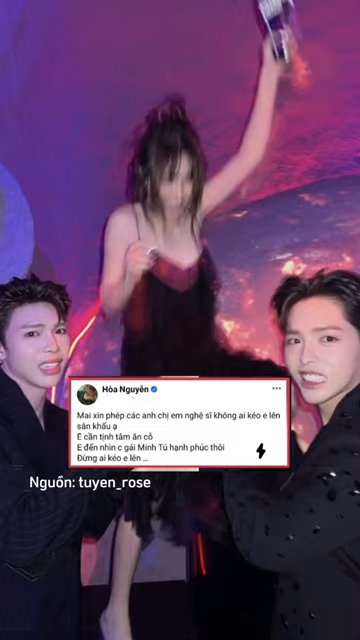 Hòa Nguyễn
Mai xin phép các anh chị em nghệ sĩ không ai kéo e lên
sân khấu ạ
E cần tịnh tâm ăn cỗ
E đến nhìn c gái Minh Tú hạnh phúc thôi
Đừng ai kéo e lên ...
Nguồn: tuyen_rose